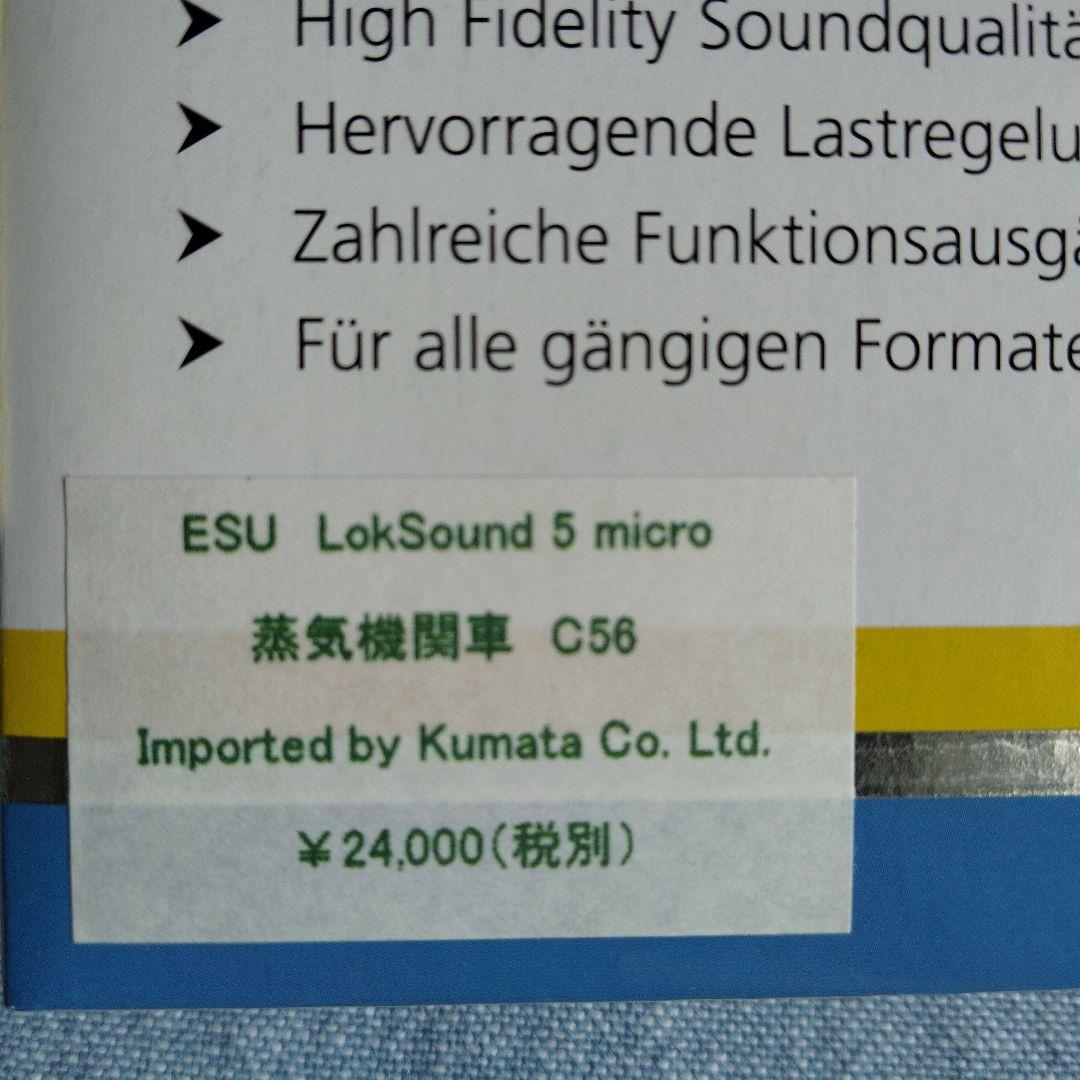 ➤ High Fidelity Soundqualitä
➤ Hervorragende Lastregelu
➤ Zahlreiche Funktionsausgä
➤ Für alle gängigen Formate
ESU LokSound 5 micro
蒸気機関車 C56
Imported by Kumata Co. Ltd.
¥24,000(税別)